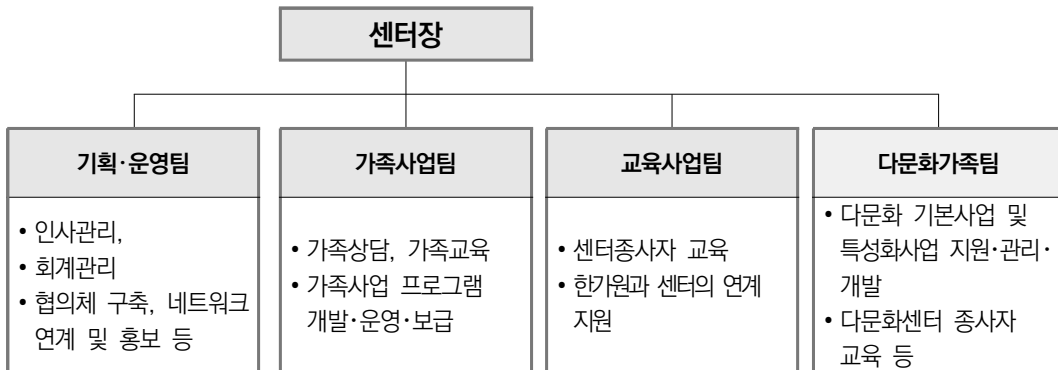 센터장
기획·운영팀
• 인사관리,
• 회계관리
• 협의체 구축, 네트워크
연계 및 홍보 등
가족사업팀
• 가족상담, 가족교육
• 가족사업 프로그램
개발·운영·보급
교육사업팀
• 센터종사자 교육
• 한가원과 센터의 연계
지원
다문화가족팀
• 다문화 기본사업 및
특성화사업 지원·관리·
개발
• 다문화센터 종사자
교육 등